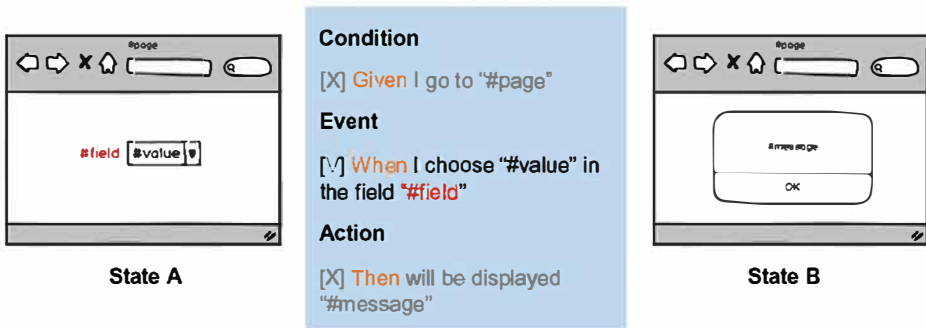 #page
#field #value
State A
Condition
[X] Given I go to "#page"
Event
[V] When I choose "#value" in
the field "#field"
Action
[X] Then will be displayed
"#message"
#page
#message
OK
State B